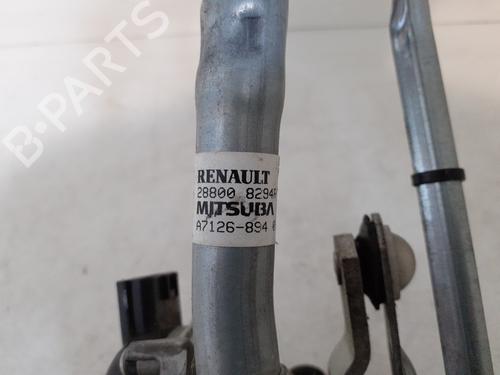 B-PARTS
RENAULT
28800 8294R
MITSUBA
A7126-894